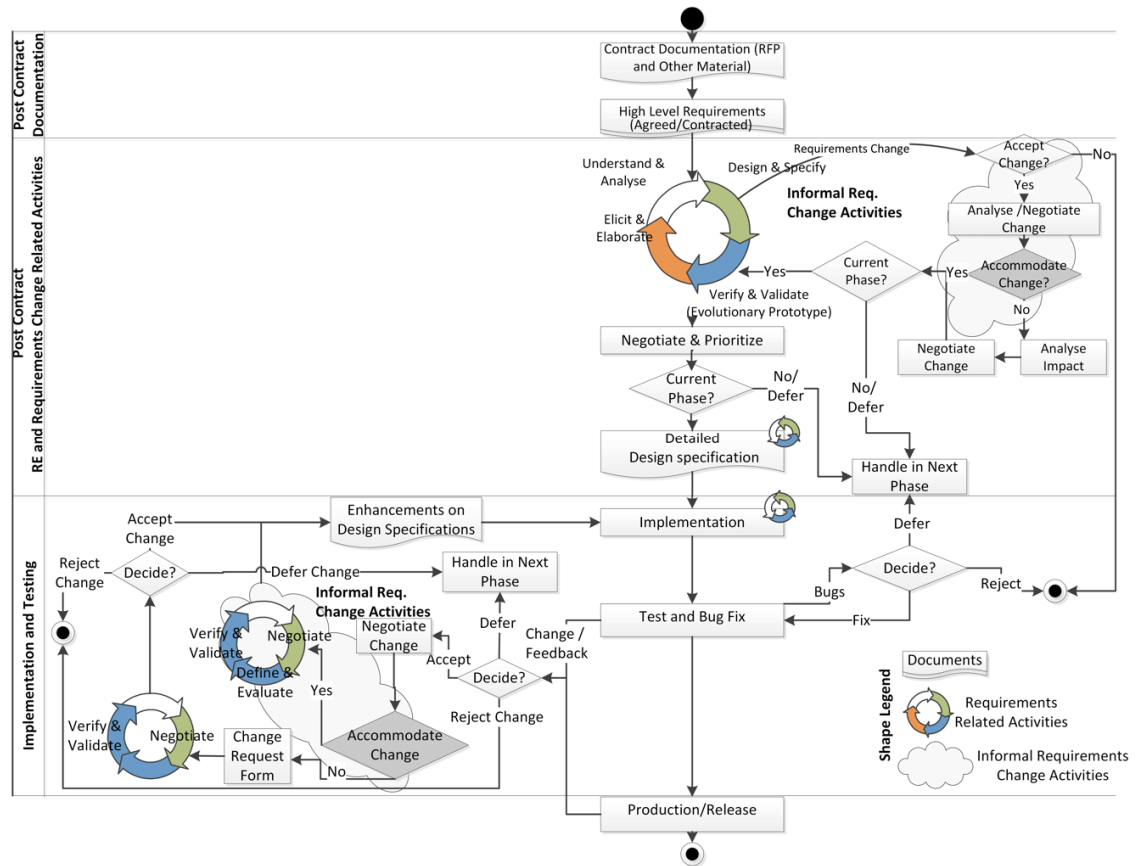 Post Contract
Documentation
Contract Documentation (RFP
and Other Material)
High Level Requirements
(Agreed/Contracted)
Post Contract
RE and Requirements Change Related Activities
Understand &
Analyse
Design & Specify
Elicit &
Elaborate
Verify & Validate
(Evolutionary Prototype)
Requirements Change
Informal Req.
Change Activities
Accept
Change?
No
Yes
Analyse /Negotiate
Change
Accommodate
Change?
Yes
No
Analyse
Impact
Negotiate
Change
Current
Phase?
Yes
No/
Defer
Negotiate & Prioritize
Current
Phase?
No/
Defer
Detailed
Design specification
Handle in Next
Phase
Implementation and Testing
Enhancements on
Design Specifications
Implementation
Accept
Change
Reject
Change
Decide?
Defer Change
Handle in Next
Phase
Informal Req.
Change Activities
Verify &
Validate
Negotiate
Define &
Evaluate
Negotiate
Change
Accept
Defer
Decide?
Reject Change
Change /
Feedback
Yes
Accommodate
Change
No
Change
Request
Form
Verify &
Validate
Negotiate
Test and Bug Fix
Bugs
Fix
Decide?
Defer
Reject
Production/Release
Shape Legend
Documents
Requirements
Related Activities
Informal Requirements
Change Activities